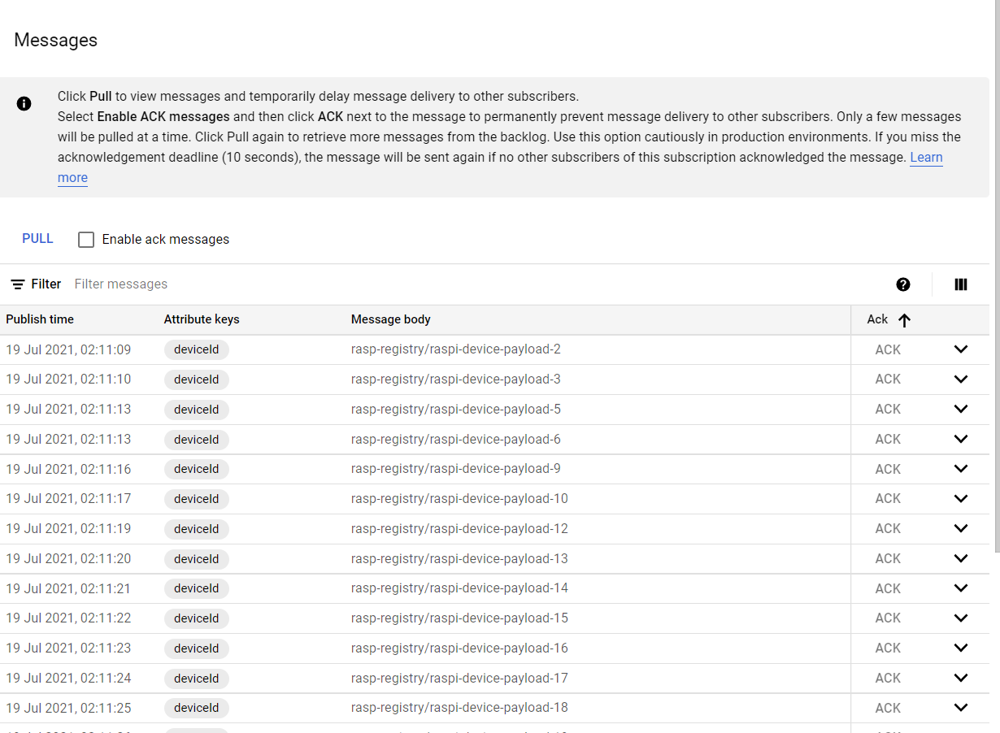 Messages
Click Pull to view messages and temporarily delay message delivery to other subscribers.
Select Enable ACK messages and then click ACK next to the message to permanently prevent message delivery to other subscribers. Only a few messages
will be pulled at a time. Click Pull again to retrieve more messages from the backlog. Use this option cautiously in production environments. If you miss the
acknowledgement deadline (10 seconds), the message will be sent again if no other subscribers of this subscription acknowledged the message. Learn
more
PULL Enable ack messages
Filter Filter messages
Publish time Attribute keys Message body Ack
19 Jul 2021, 02:11:09 deviceId rasp-registry/raspi-device-payload-2 ACK
19 Jul 2021, 02:11:10 deviceId rasp-registry/raspi-device-payload-3 ACK
19 Jul 2021, 02:11:13 deviceId rasp-registry/raspi-device-payload-5 ACK
19 Jul 2021, 02:11:13 deviceId rasp-registry/raspi-device-payload-6 ACK
19 Jul 2021, 02:11:16 deviceId rasp-registry/raspi-device-payload-9 ACK
19 Jul 2021, 02:11:17 deviceId rasp-registry/raspi-device-payload-10 ACK
19 Jul 2021, 02:11:19 deviceId rasp-registry/raspi-device-payload-12 ACK
19 Jul 2021, 02:11:20 deviceId rasp-registry/raspi-device-payload-13 ACK
19 Jul 2021, 02:11:21 deviceId rasp-registry/raspi-device-payload-14 ACK
19 Jul 2021, 02:11:22 deviceId rasp-registry/raspi-device-payload-15 ACK
19 Jul 2021, 02:11:23 deviceId rasp-registry/raspi-device-payload-16 ACK
19 Jul 2021, 02:11:24 deviceId rasp-registry/raspi-device-payload-17 ACK
19 Jul 2021, 02:11:25 deviceId rasp-registry/raspi-device-payload-18 ACK